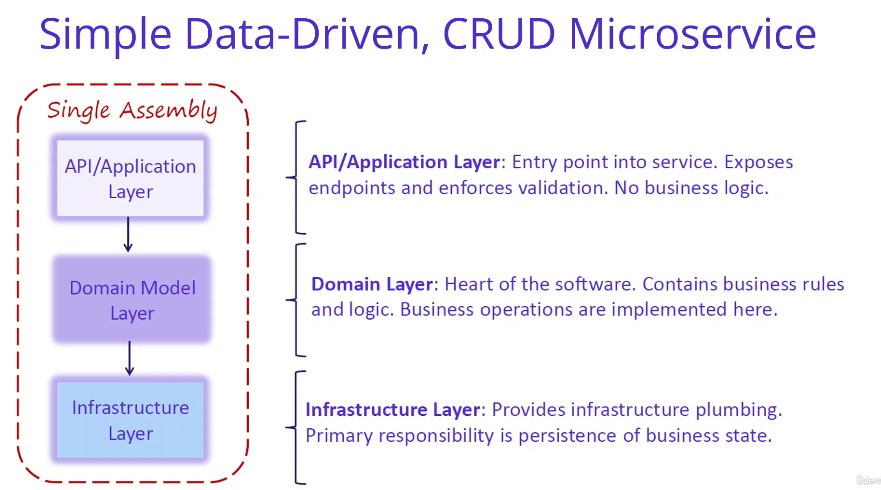 Simple Data-Driven, CRUD Microservice
Single Assembly
API/Application
Layer
API/Application Layer: Entry point into service. Exposes
endpoints and enforces validation. No business logic.
Domain Model
Layer
Domain Layer: Heart of the software. Contains business rules
and logic. Business operations are implemented here.
Infrastructure
Layer
Infrastructure Layer: Provides infrastructure plumbing.
Primary responsibility is persistence of business state.